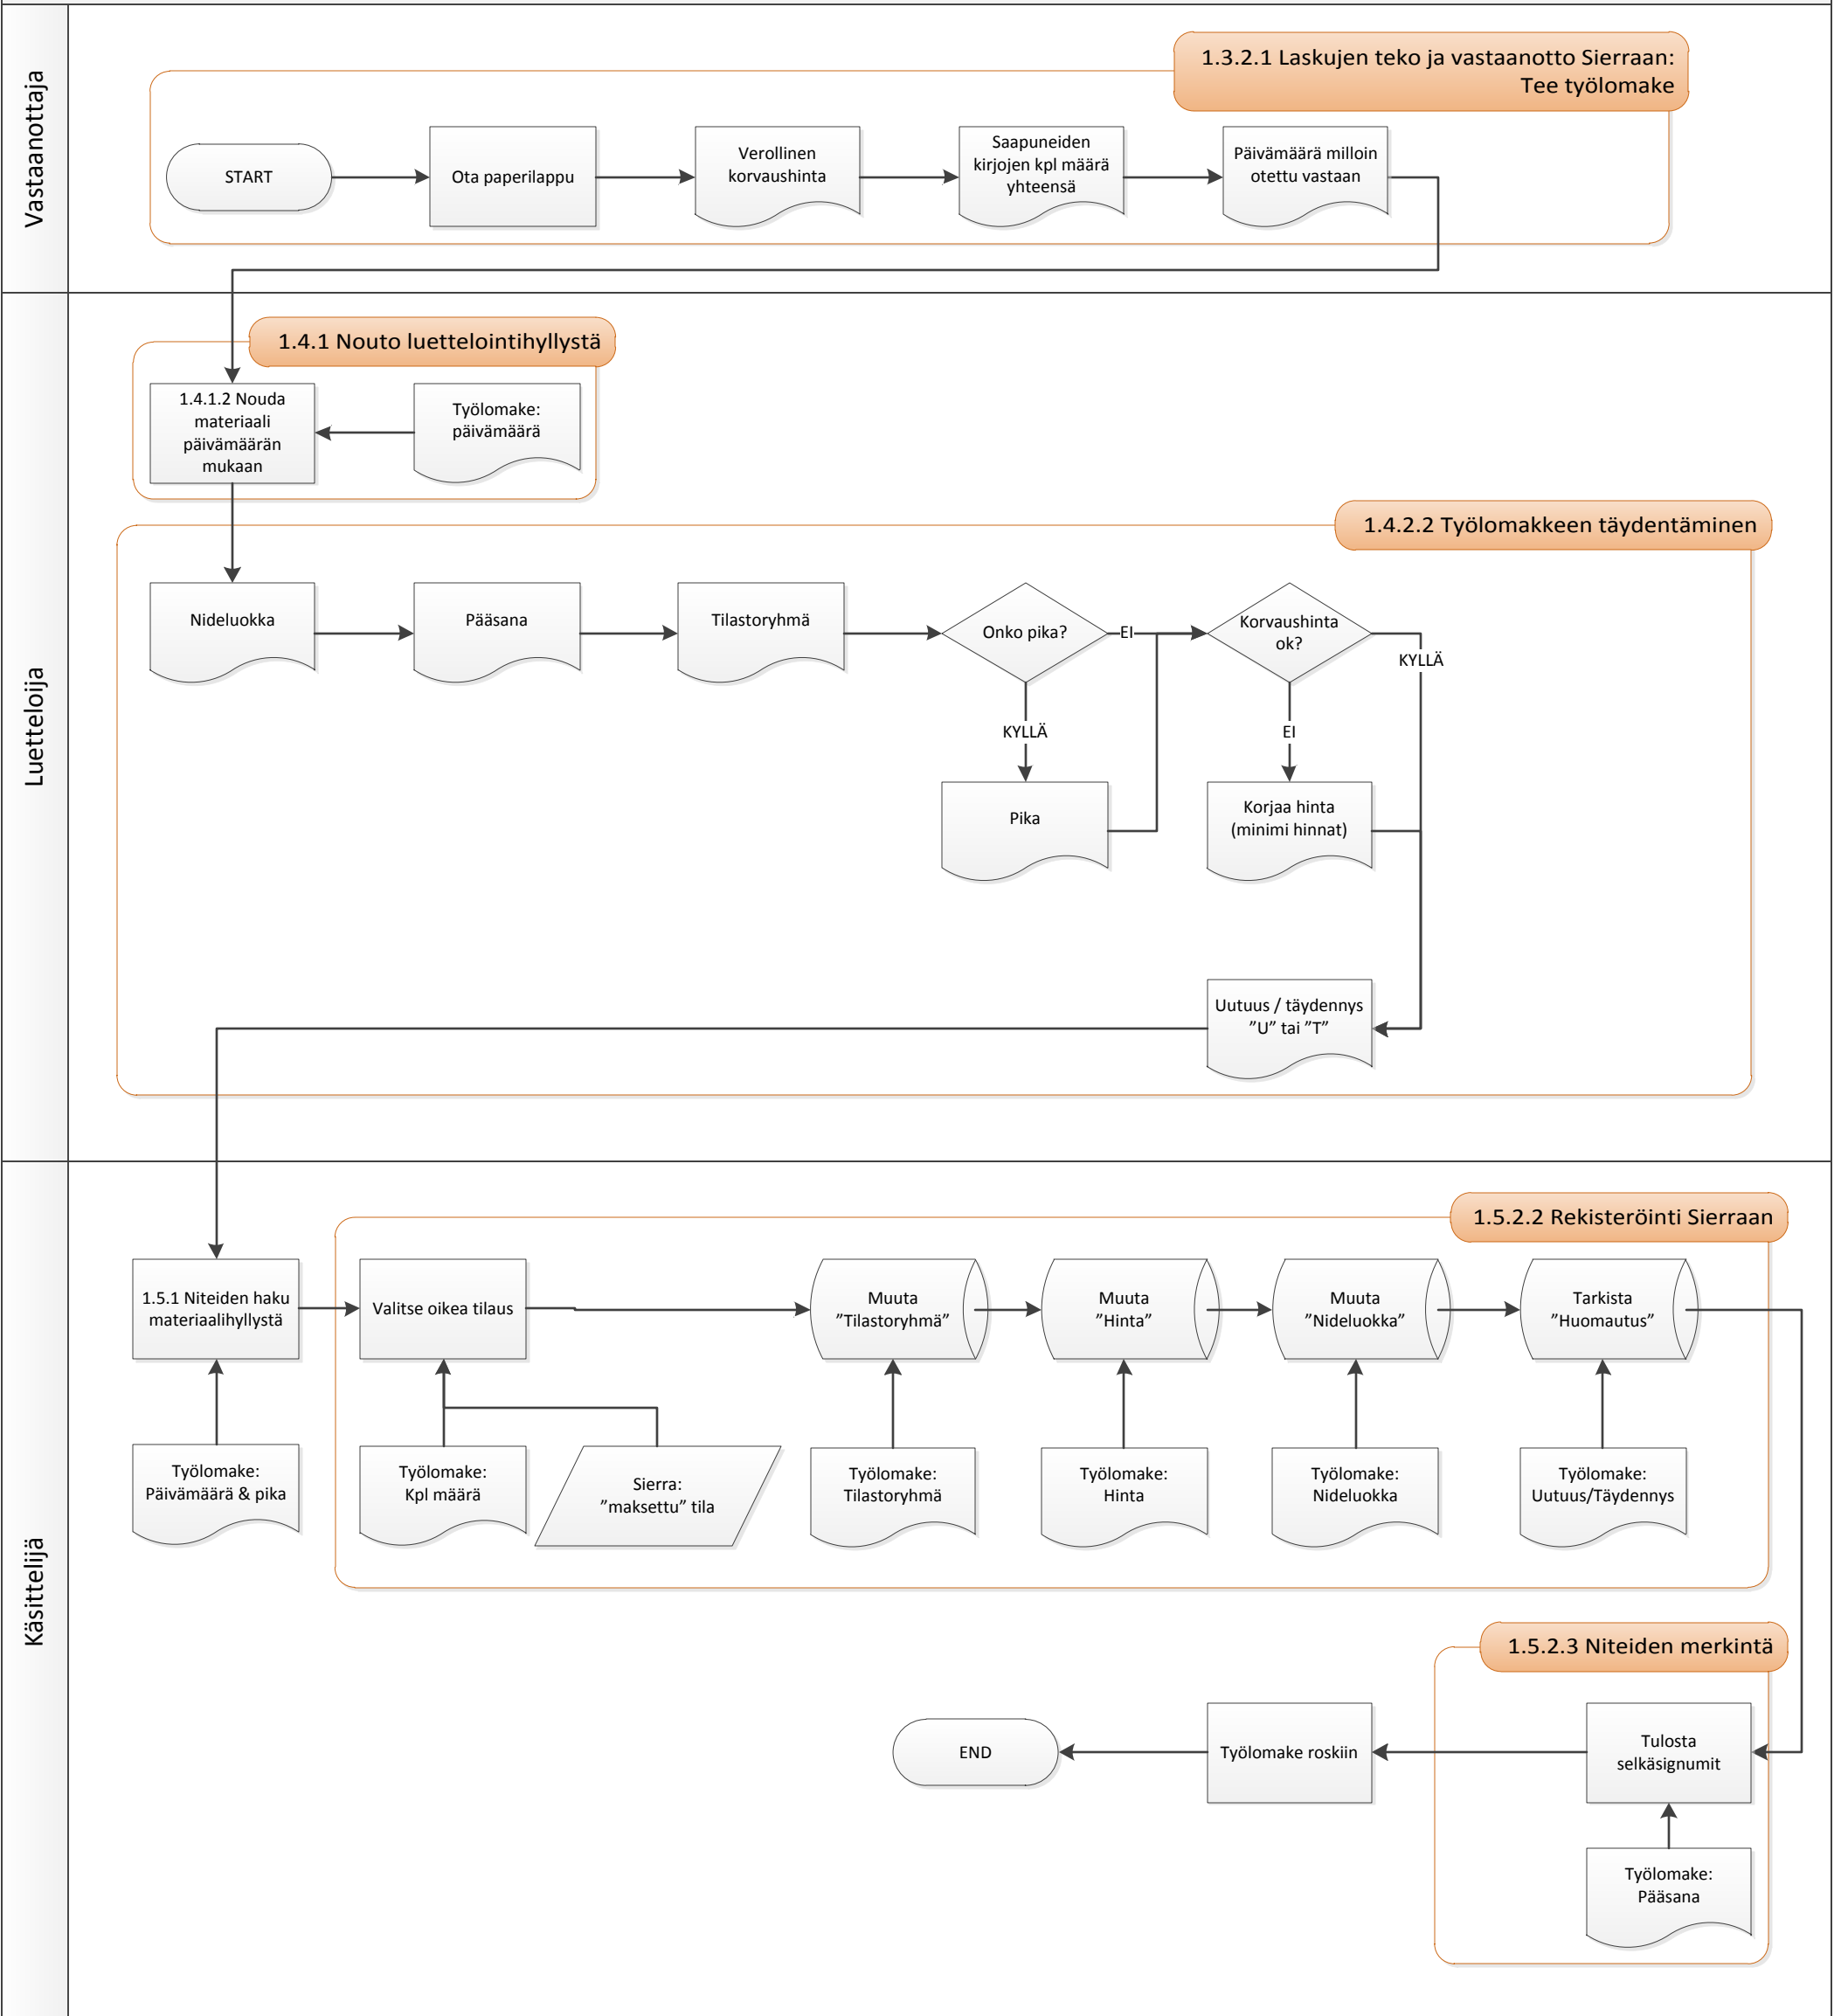 Vastaanottaja
1.3.2.1 Laskujen teko ja vastaanotto Sierraan:
Tee työlomake
START
Ota paperilappu
Verollinen
korvaushinta
Saapuneiden
kirjojen kpl määrä
yhteensä
Päivämäärä milloin
otettu vastaan
Luetteloija
1.4.1 Nouto luettelointihyllystä
1.4.1.2 Nouda
materiaali
päivämäärän
mukaan
Työlomake:
päivämäärä
1.4.2.2 Työlomakkeen täydentäminen
Nideluokka
Pääsana
Tilastoryhmä
Onko pika?
EI
Korvaushinta
ok?
KYLLÄ
KYLLÄ
EI
Pika
Korjaa hinta
(minimi hinnat)
Uutuus / täydennys
”U” tai ”T”
Käsittelijä
1.5.2.2 Rekisteröinti Sierraan
1.5.1 Niteiden haku
materiaalihyllystä
Valitse oikea tilaus
Muuta
”Tilastoryhmä”
Muuta
”Hinta”
Muuta
”Nideluokka”
Tarkista
”Huomautus”
Työlomake:
Päivämäärä & pika
Työlomake:
Kpl määrä
Sierra:
”maksettu” tila
Työlomake:
Tilastoryhmä
Työlomake:
Hinta
Työlomake:
Nideluokka
Työlomake:
Uutuus/Täydennys
1.5.2.3 Niteiden merkintä
END
Työlomake roskiin
Tulosta
selkäsignumit
Työlomake:
Pääsana